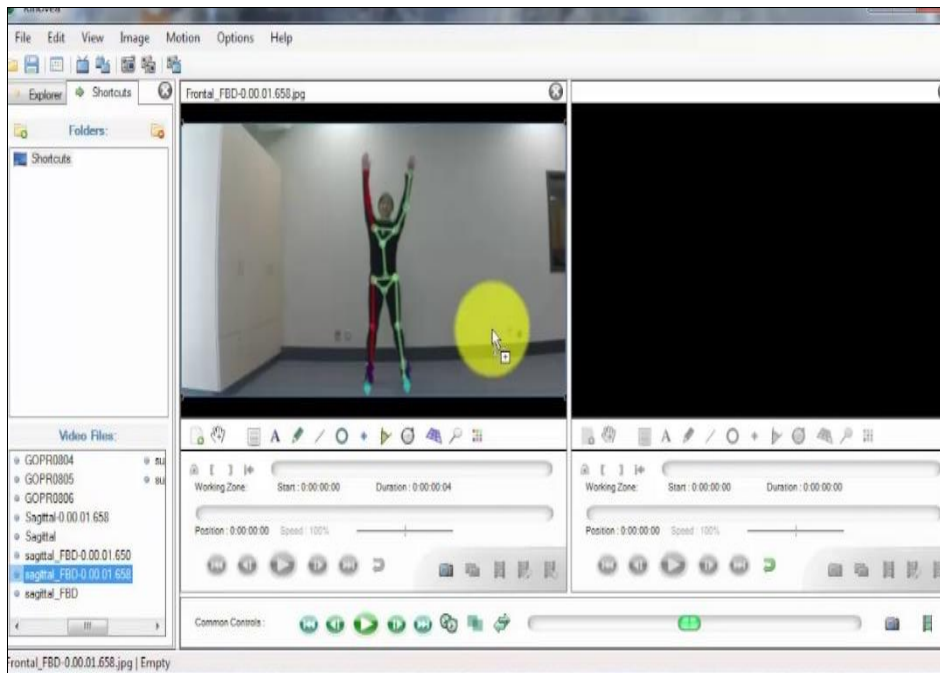 Kinovea
File Edit View Image Motion Options Help
Explorer Shortcuts
Frontal_FBD-0.00.01.658.jpg
Folders:
Shortcuts
Video Files:
GOPR0804 su
GOPR0805 su
GOPR0806
Sagittal-0.00.01.658
Sagittal
sagittal_FBD-0.00.01.650
sagittal_FBD-0.00.01.658
sagittal_FBD
A
Working Zone: Start : 0:00:00:00 Duration : 0:00:00:04
Position : 0:00:00:00 Speed : 100%
A
Working Zone: Start : 0:00:00:00 Duration : 0:00:00:00
Position : 0:00:00:00 Speed : 100%
Common Controls :
Frontal_FBD-0.00.01.658.jpg | Empty